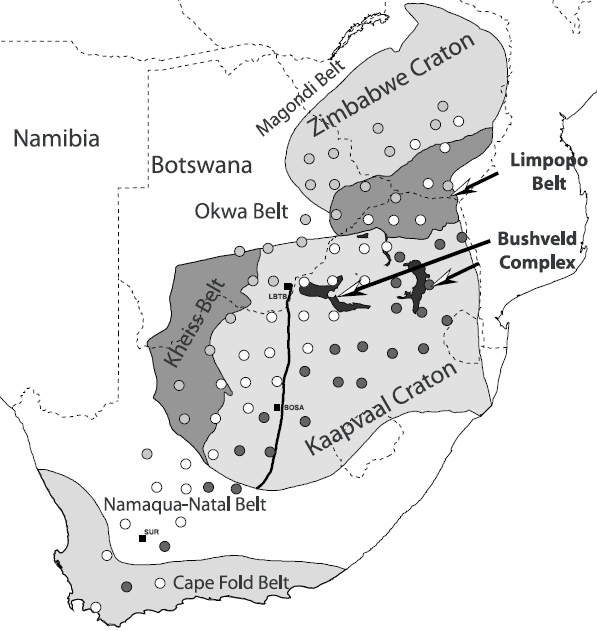 Zimbabwe Craton
Magondi Belt
Namibia
Botswana
Limpopo
Belt
Okwa Belt
Bushveld
Complex
LBTB
Kheiss Belt
Kaapvaal Craton
BOSA
Namaqua-Natal Belt
SUR
Cape Fold Belt